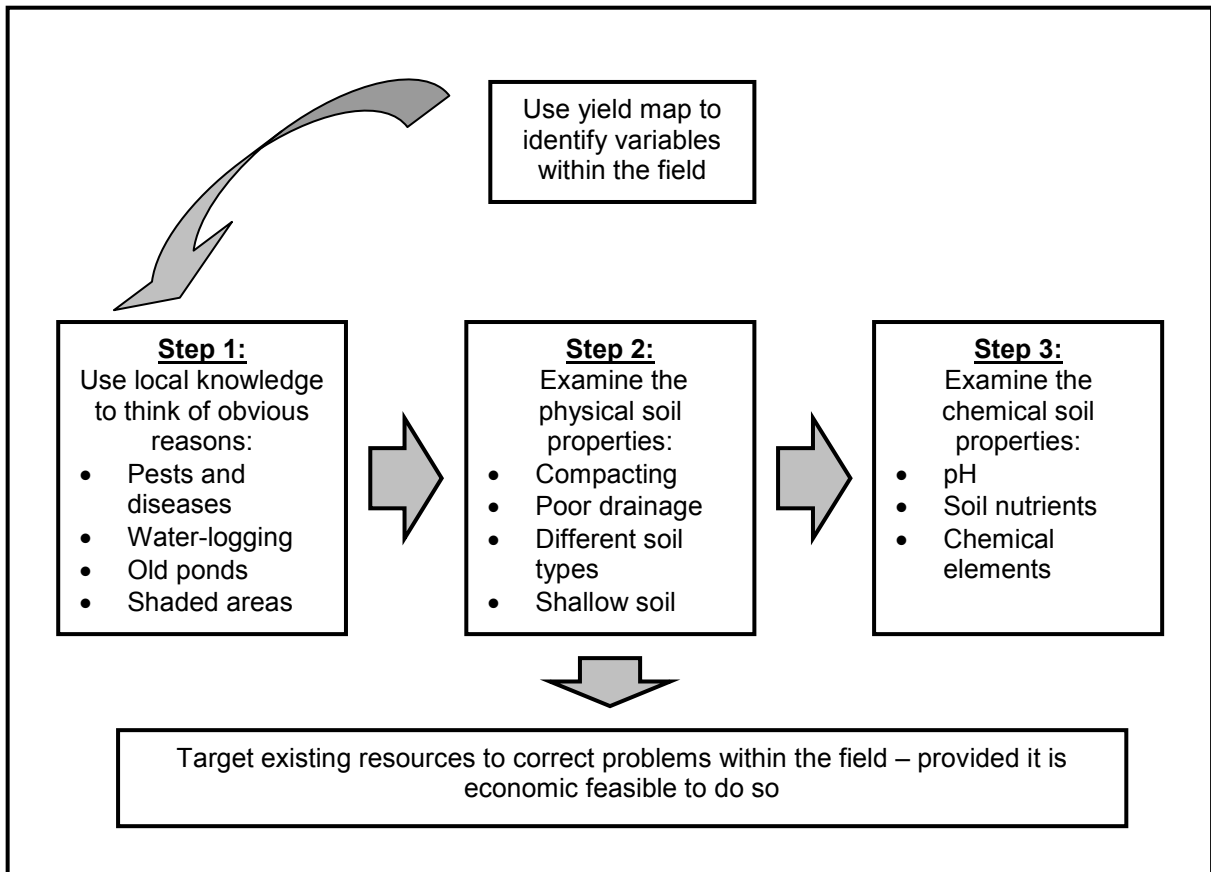 Use yield map to
identify variables
within the field
Step 1:
Use local knowledge
to think of obvious
reasons:
• Pests and
diseases
• Water-logging
• Old ponds
• Shaded areas
Step 2:
Examine the
physical soil
properties:
• Compacting
• Poor drainage
• Different soil
types
• Shallow soil
Step 3:
Examine the
chemical soil
properties:
• pH
• Soil nutrients
• Chemical
elements
Target existing resources to correct problems within the field – provided it is
economic feasible to do so